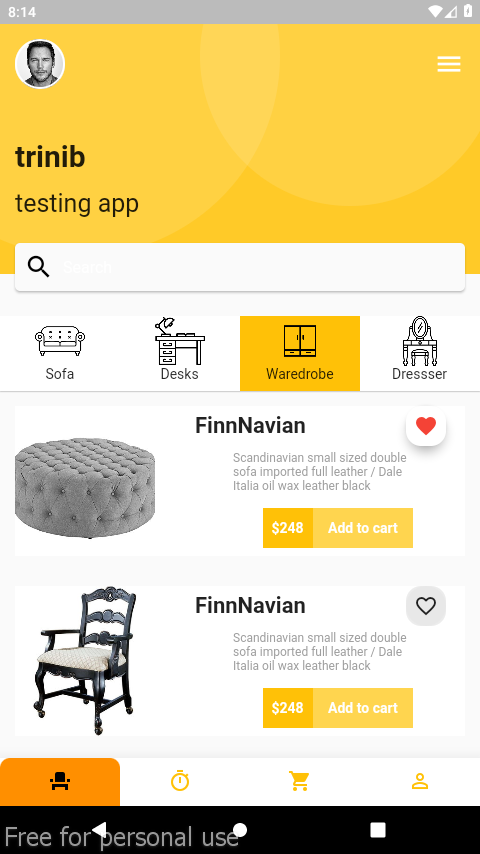 8:14
trinib
testing app
Search
Sofa
Desks
Waredrobe
Dressser
FinnNavian
Scandinavian small sized double
sofa imported full leather / Dale
Italia oil wax leather black
$248
Add to cart
FinnNavian
Scandinavian small sized double
sofa imported full leather / Dale
Italia oil wax leather black
$248
Add to cart
Free for personal use